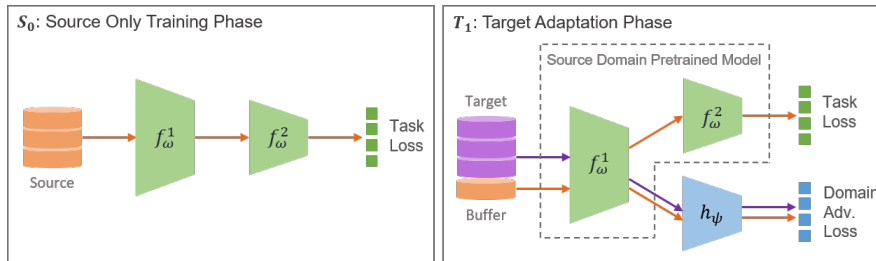 S₀: Source Only Training Phase
f¹ω
f²ω
Task
Loss
Source
T₁: Target Adaptation Phase
Source Domain Pretrained Model
Target
f¹ω
f²ω
Task
Loss
Buffer
hψ
Domain
Adv.
Loss